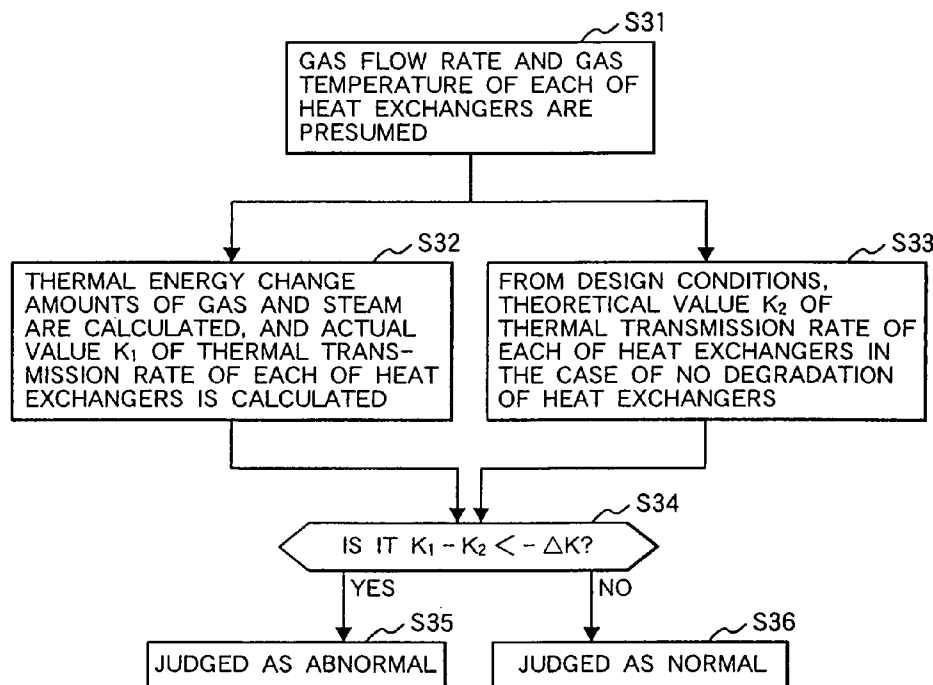 S31
GAS FLOW RATE AND GAS
TEMPERATURE OF EACH OF
HEAT EXCHANGERS ARE
PRESUMED
S32
THERMAL ENERGY CHANGE
AMOUNTS OF GAS AND STEAM
ARE CALCULATED, AND ACTUAL
VALUE K₁ OF THERMAL TRANS-
MISSION RATE OF EACH OF HEAT
EXCHANGERS IS CALCULATED
S33
FROM DESIGN CONDITIONS,
THEORETICAL VALUE K₂ OF
THERMAL TRANSMISSION RATE OF
EACH OF HEAT EXCHANGERS IN
THE CASE OF NO DEGRADATION
OF HEAT EXCHANGERS
S34
IS IT K₁ - K₂ < - △K?
YES
NO
S35
JUDGED AS ABNORMAL
S36
JUDGED AS NORMAL